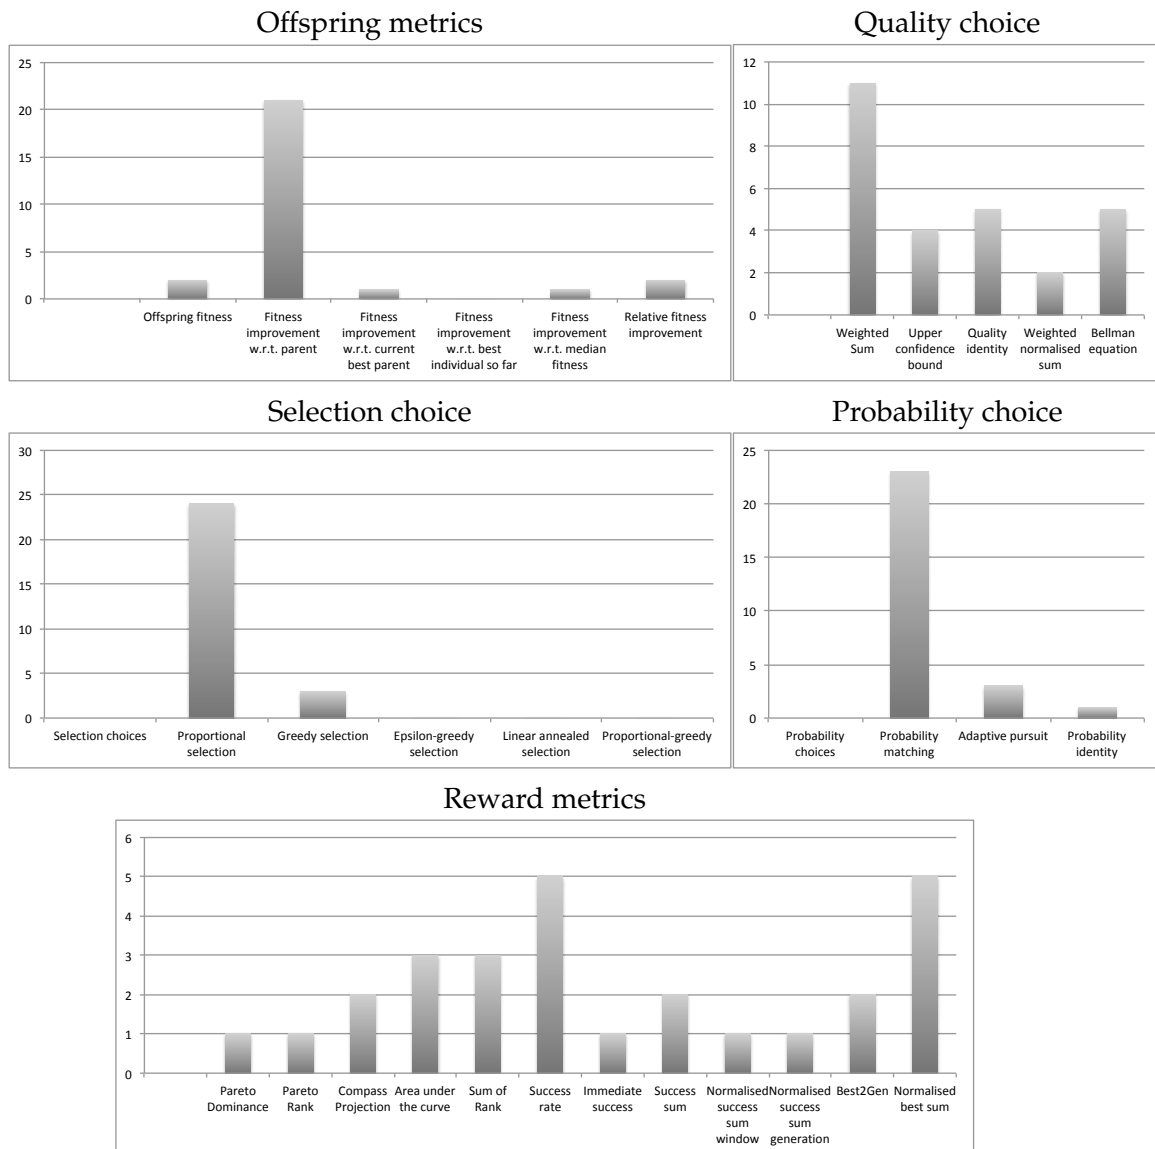 Offspring metrics
25
20
15
10
5
0
Offspring fitness
Fitness
improvement
w.r.t. parent
Fitness
improvement
w.r.t. current
best parent
Fitness
improvement
w.r.t. best
individual so far
Fitness
improvement
w.r.t. median
fitness
Relative fitness
improvement
Quality choice
12
10
8
6
4
2
0
Weighted
Sum
Upper
confidence
bound
Quality
identity
Weighted
normalised
sum
Bellman
equation
Selection choice
30
25
20
15
10
5
0
Selection choices
Proportional
selection
Greedy selection
Epsilon-greedy
selection
Linear annealed
selection
Proportional-greedy
selection
Probability choice
25
20
15
10
5
0
Probability
choices
Probability
matching
Adaptive pursuit
Probability
identity
Reward metrics
6
5
4
3
2
1
0
Pareto
Dominance
Pareto
Rank
Compass
Projection
Area under
the curve
Sum of
Rank
Success
rate
Immediate
success
Success
sum
Normalised
success
sum
window
Normalised
success
sum
generation
Best2Gen
Normalised
best sum